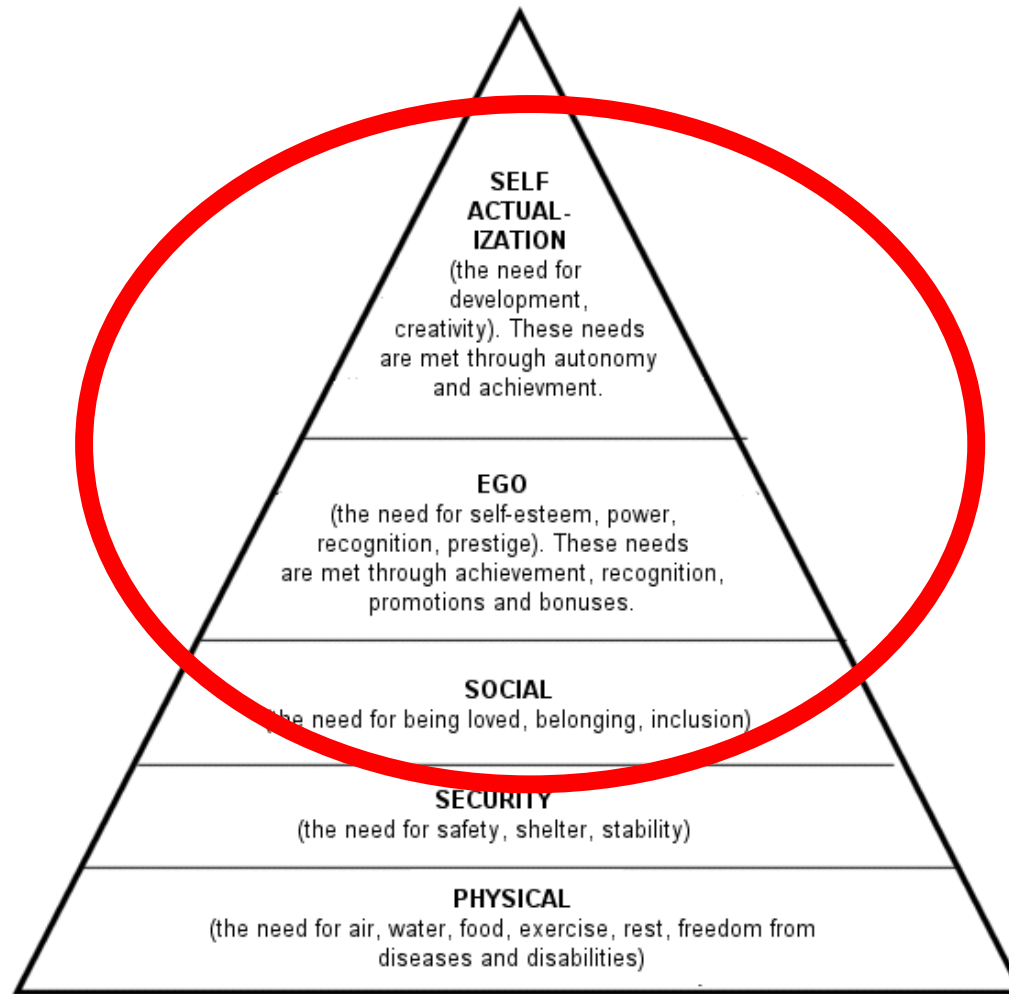 SELF
ACTUAL-
IZATION
(the need for
development,
creativity). These needs
are met through autonomy
and achievment.
EGO
(the need for self-esteem, power,
recognition, prestige). These needs
are met through achievement, recognition,
promotions and bonuses.
SOCIAL
(the need for being loved, belonging, inclusion)
SECURITY
(the need for safety, shelter, stability)
PHYSICAL
(the need for air, water, food, exercise, rest, freedom from
diseases and disabilities)